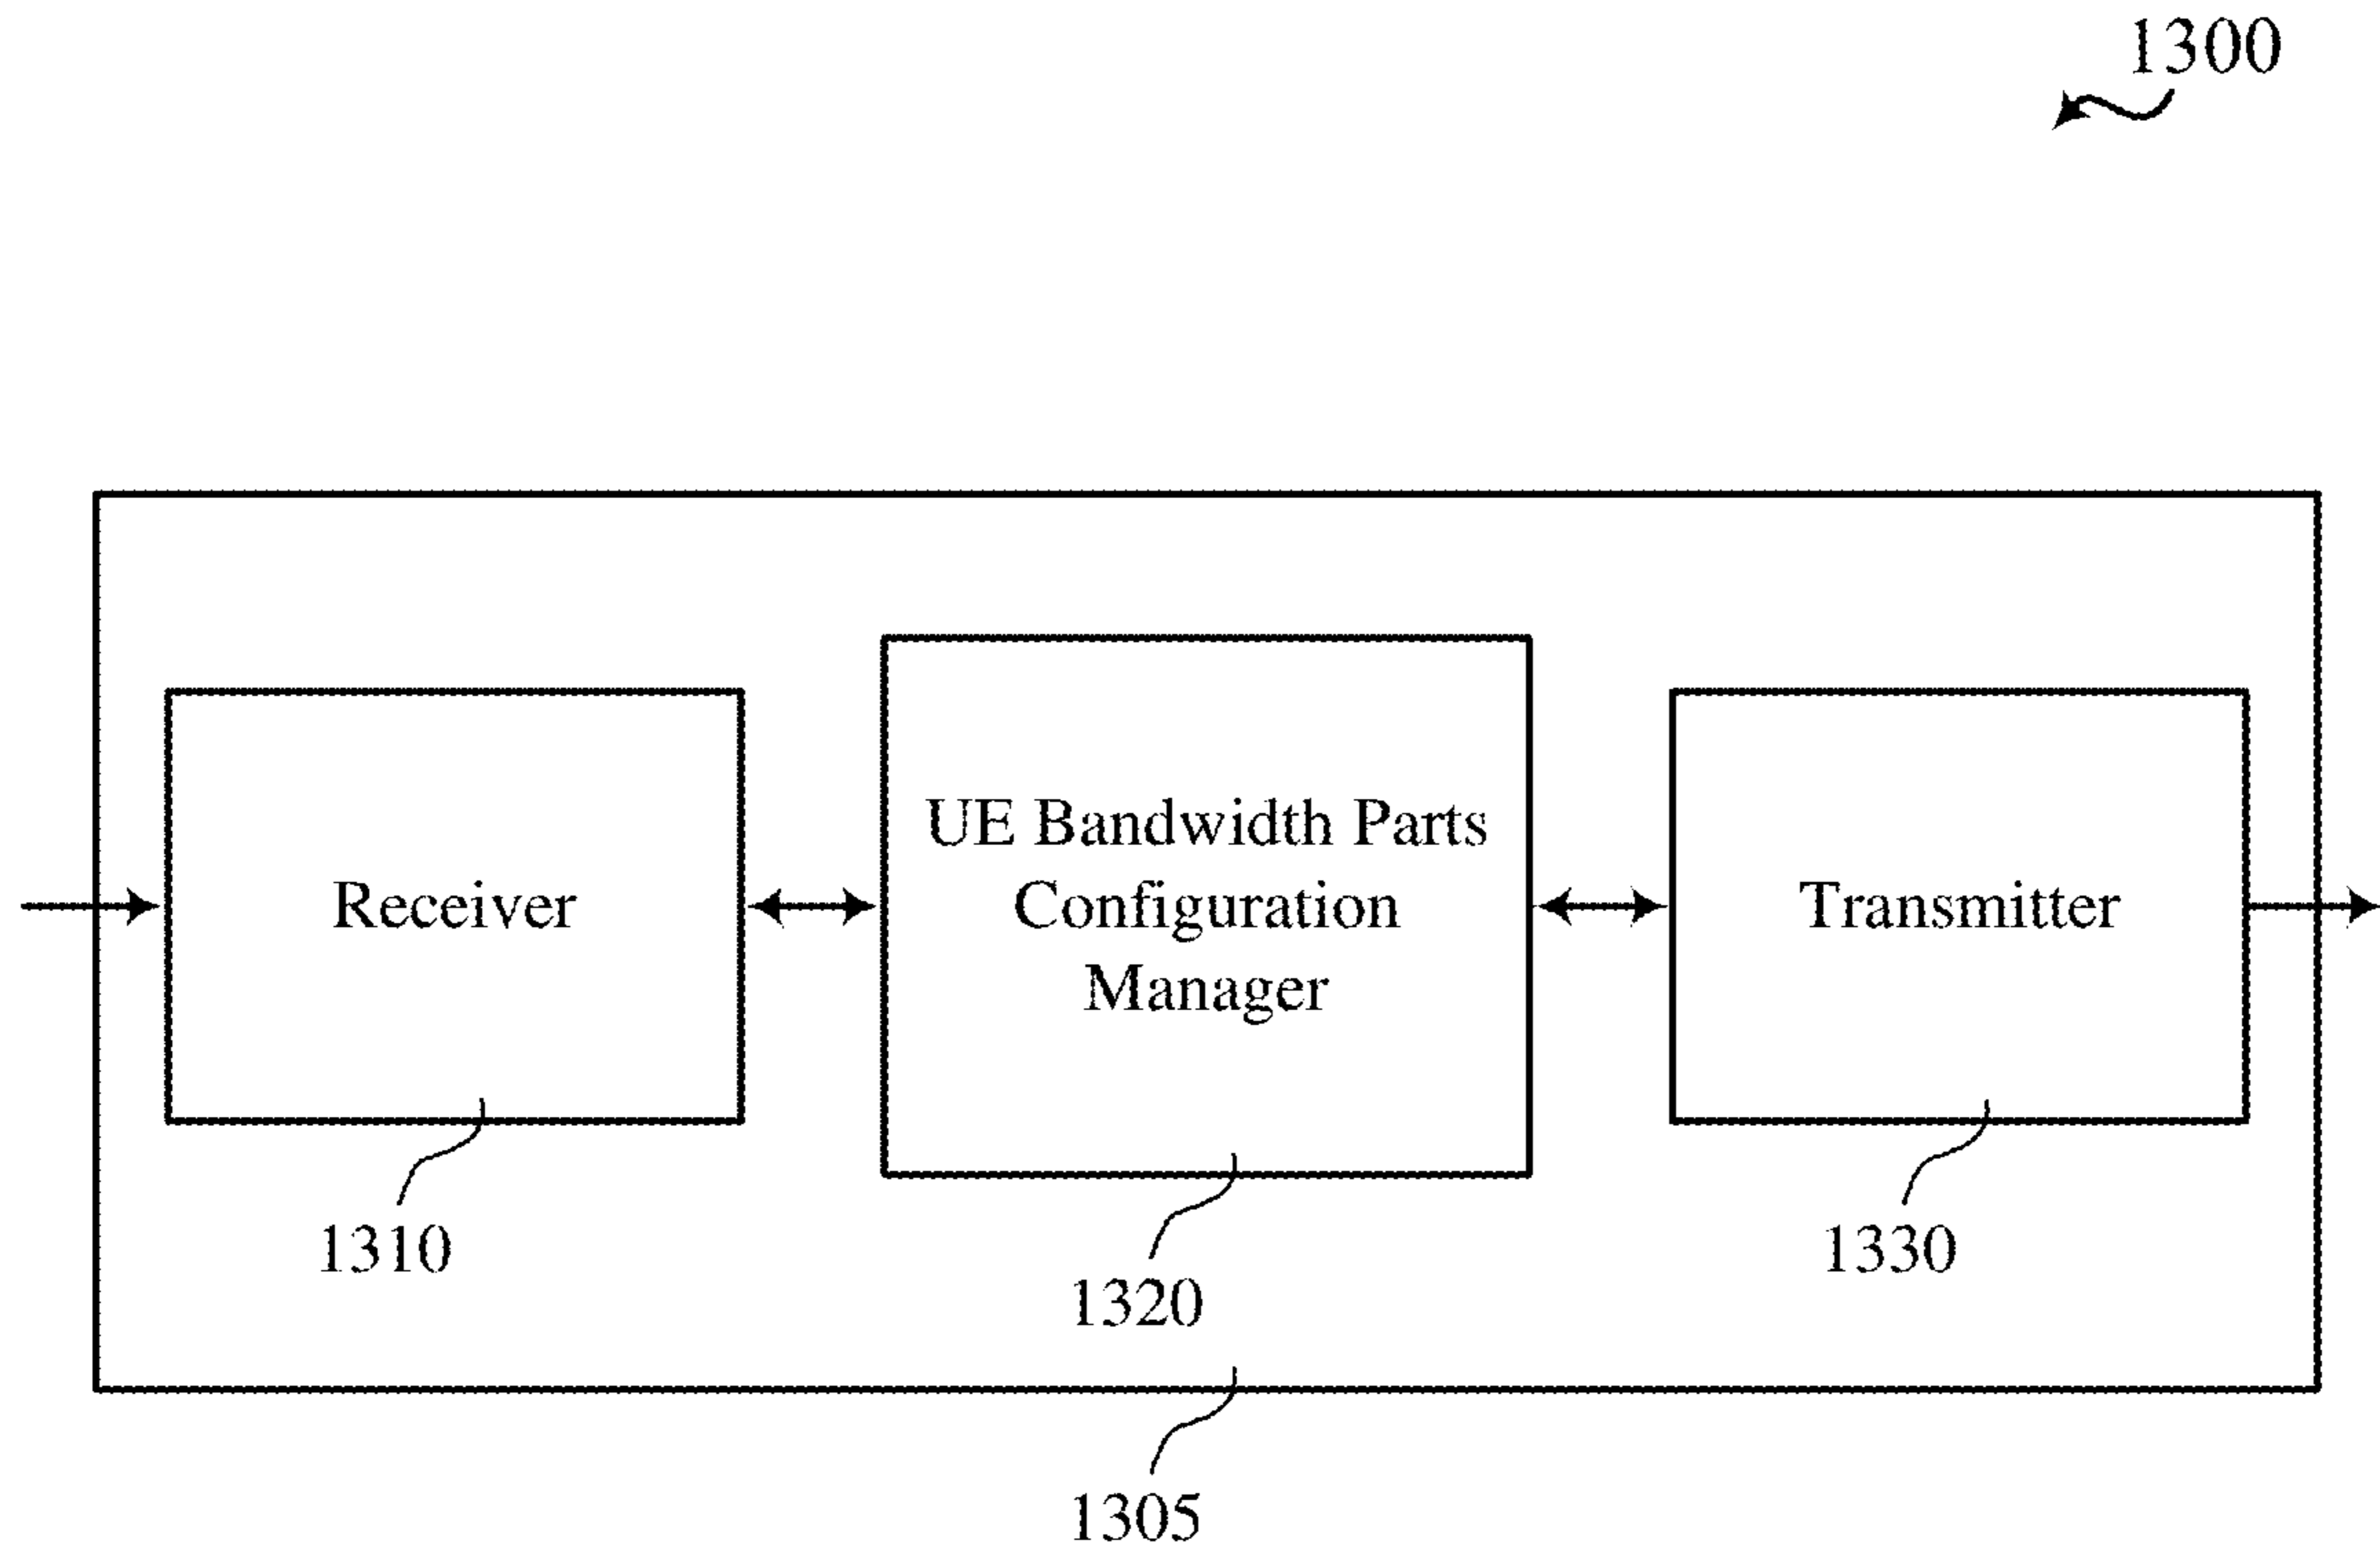 1300
Receiver
UE Bandwidth Parts
Configuration
Manager
Transmitter
1310
1320
1330
1305